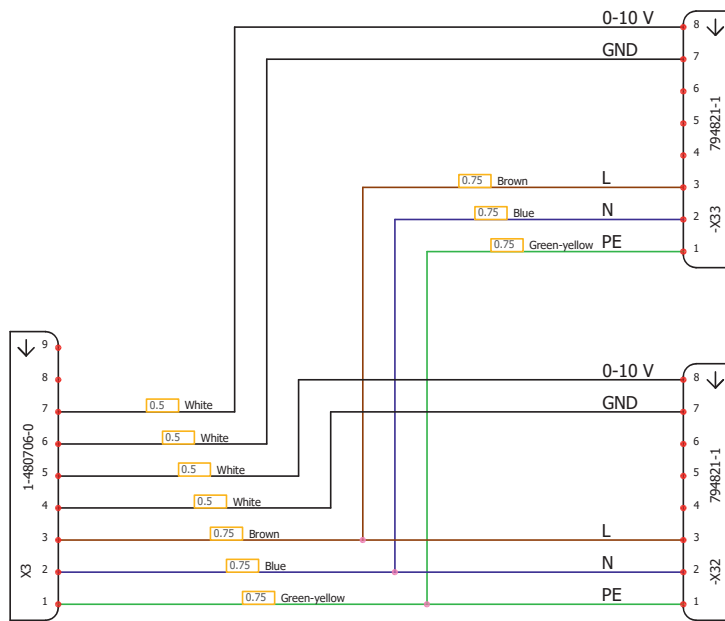 0-10 V
8
GND
7
6
5
4
0.75 Brown L
3
0.75 Blue N
2
0.75 Green-yellow PE
1
794821-1
-X33
9
8
7
0.5 White
6
0.5 White
5
0.5 White
4
0.5 White
3
0.75 Brown
2
0.75 Blue
1
0.75 Green-yellow
1-480706-0
X3
0-10 V
8
GND
7
6
5
4
L
3
N
2
PE
1
794821-1
-X32